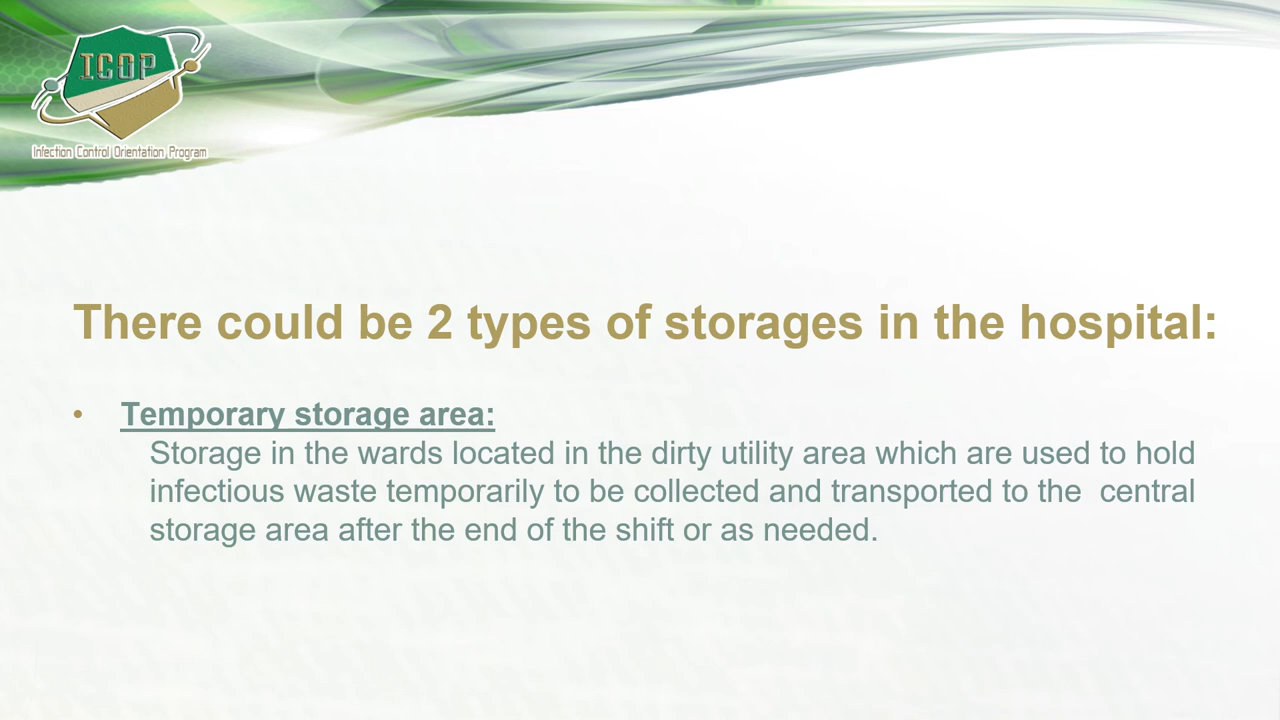 ICOP
Infection Control Orientation Program
There could be 2 types of storages in the hospital:
• Temporary storage area:
Storage in the wards located in the dirty utility area which are used to hold
infectious waste temporarily to be collected and transported to the  central
storage area after the end of the shift or as needed.